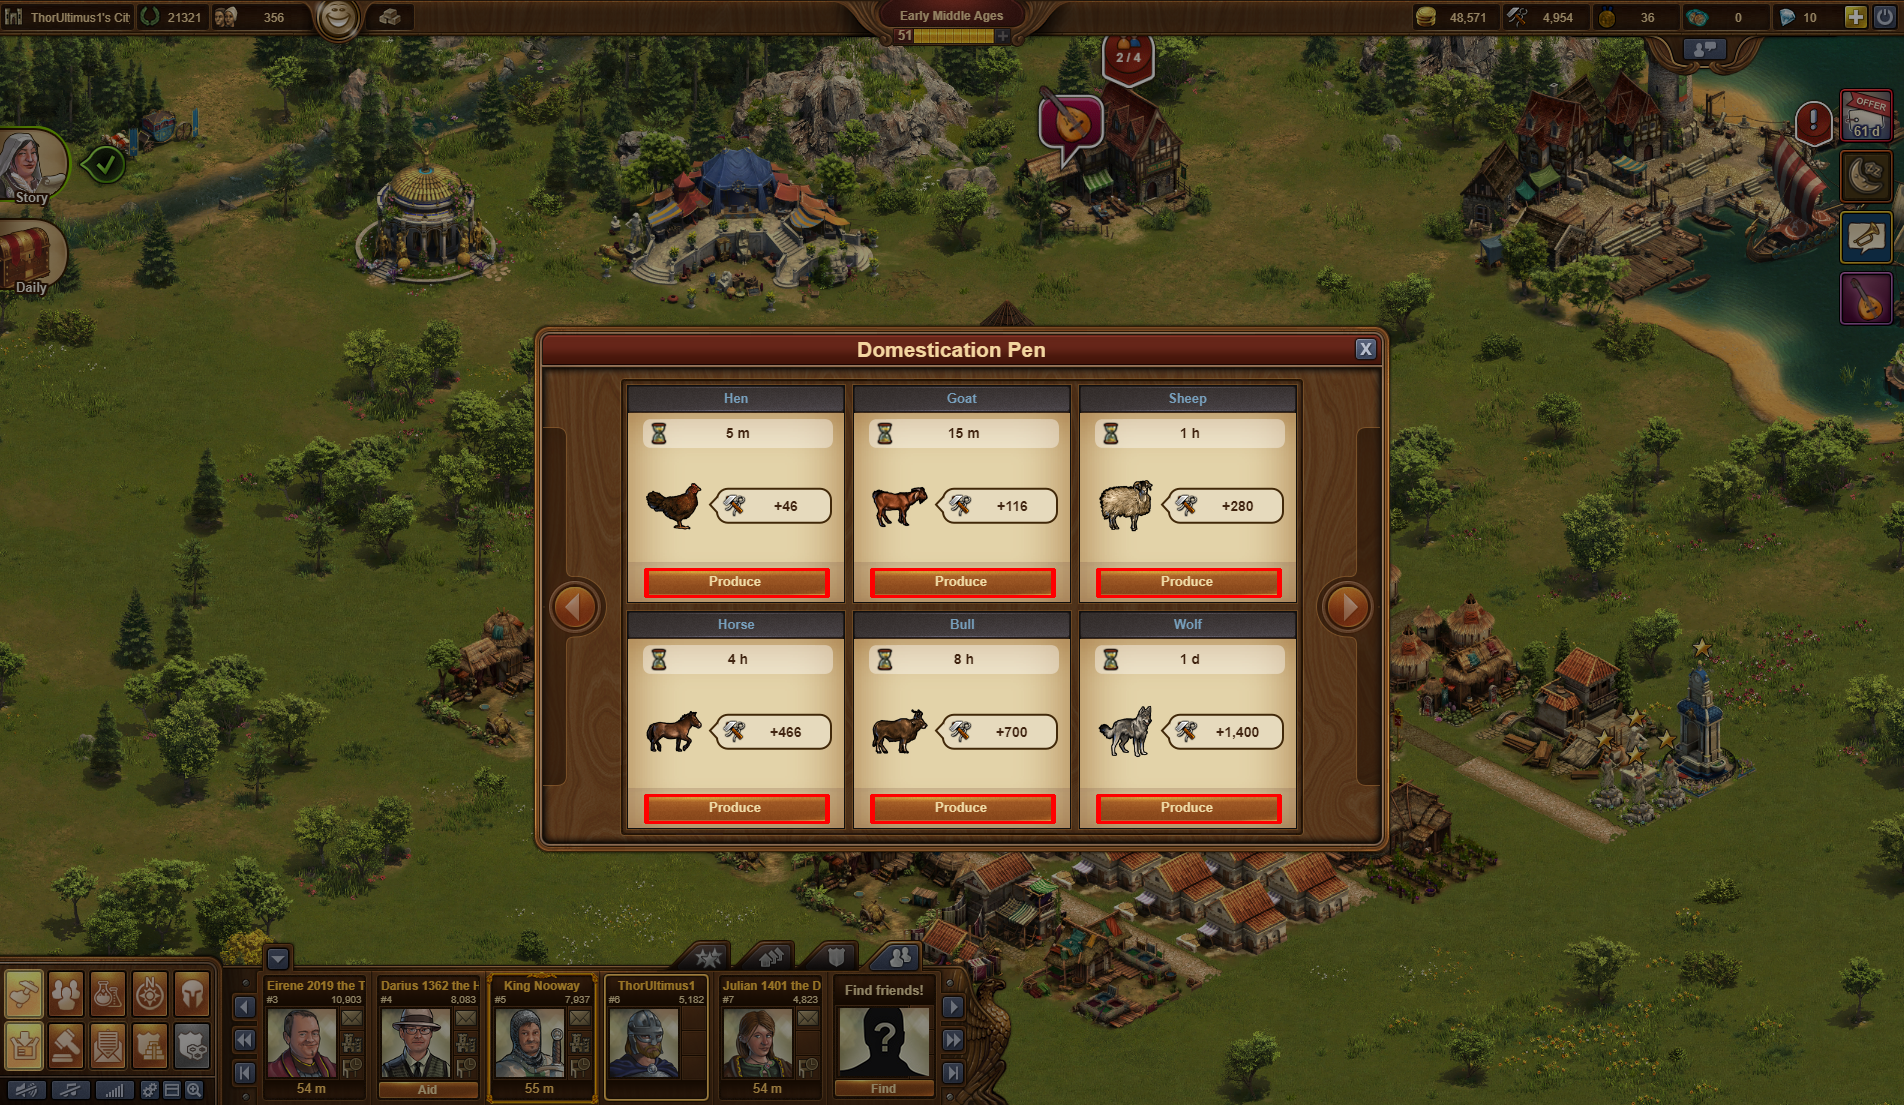 ThorUltimus1's Cit
21321
356
Early Middle Ages
51
48,571
4,954
36
0
10
2 / 4
OFFER
61 d
Story
Daily
Domestication Pen
X
Hen
Goat
Sheep
5 m
15 m
1 h
+46
+116
+280
Produce
Produce
Produce
Horse
Bull
Wolf
4 h
8 h
1 d
+466
+700
+1,400
Produce
Produce
Produce
Eirene 2019 the T
#3 10,903
54 m
Darius 1362 the H
#4 8,083
Aid
King Nooway
#5 7,937
55 m
ThorUltimus1
#6 5,182
Julian 1401 the D
#7 4,823
54 m
Find friends!
?
Find
N